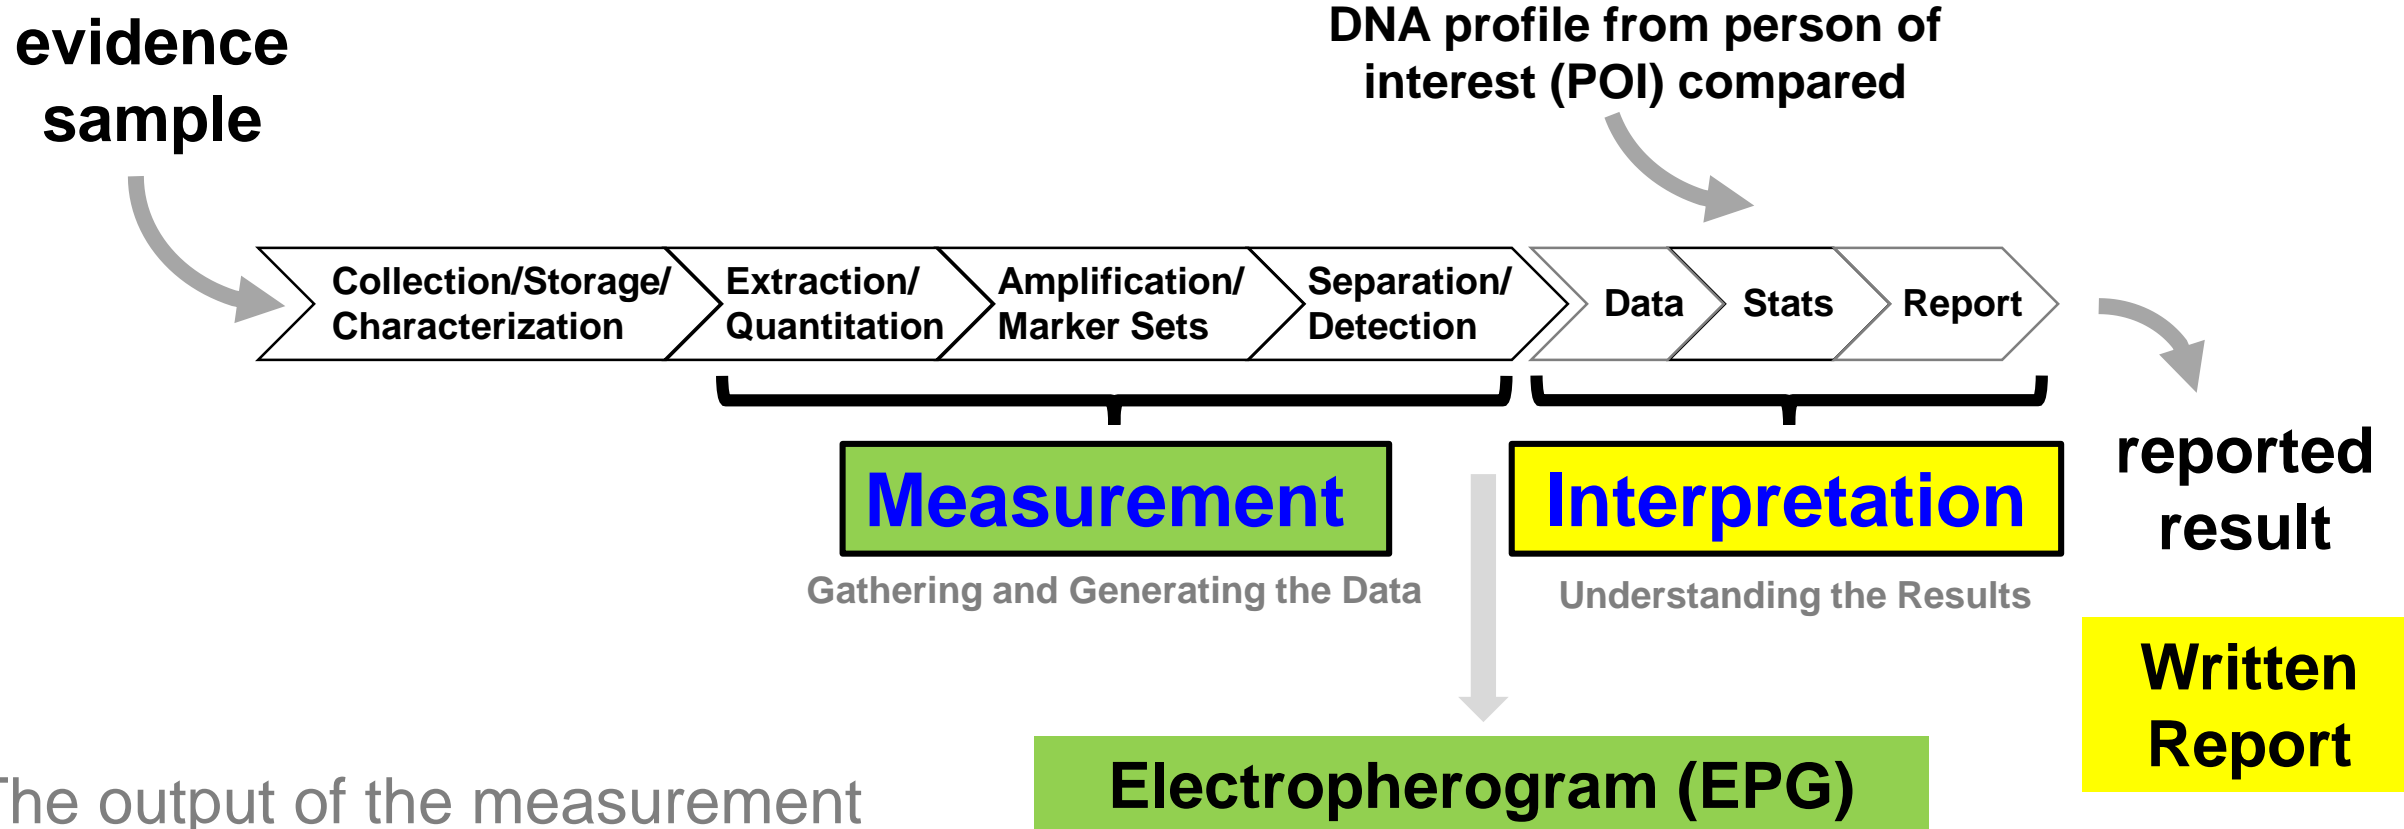 evidence
sample
DNA profile from person of
interest (POI) compared
Collection/Storage/
Characterization
Extraction/
Quantitation
Amplification/
Marker Sets
Separation/
Detection
Data
Stats
Report
Measurement
Gathering and Generating the Data
Interpretation
Understanding the Results
reported
result
Written
Report
Electropherogram (EPG)
The output of the measurement